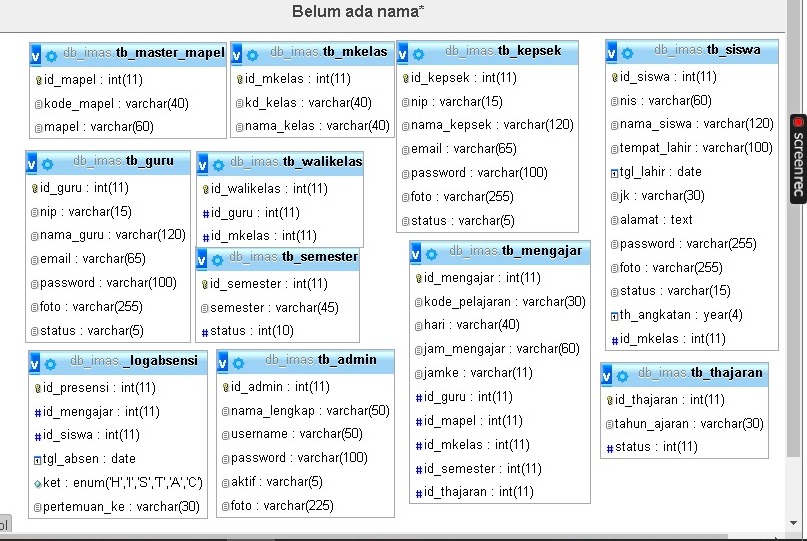 Belum ada nama*
v db_imas.tb_master_mapel
id_mapel : int(11)
kode_mapel : varchar(40)
mapel : varchar(60)
v db_imas.tb_mkelas
id_mkelas : int(11)
kd_kelas : varchar(40)
nama_kelas : varchar(40)
v db_imas.tb_kepsek
id_kepsek : int(11)
nip : varchar(15)
nama_kepsek : varchar(120)
email : varchar(65)
password : varchar(100)
foto : varchar(255)
status : varchar(5)
v db_imas.tb_siswa
id_siswa : int(11)
nis : varchar(60)
nama_siswa : varchar(120)
tempat_lahir : varchar(100)
tgl_lahir : date
jk : varchar(30)
alamat : text
password : varchar(255)
foto : varchar(255)
status : varchar(15)
th_angkatan : year(4)
# id_mkelas : int(11)
v db_imas.tb_guru
id_guru : int(11)
nip : varchar(15)
nama_guru : varchar(120)
email : varchar(65)
password : varchar(100)
foto : varchar(255)
status : varchar(5)
v db_imas.tb_walikelas
id_walikelas : int(11)
# id_guru : int(11)
# id_mkelas : int(11)
v db_imas.tb_semester
id_semester : int(11)
semester : varchar(45)
# status : int(10)
v db_imas.tb_mengajar
id_mengajar : int(11)
kode_pelajaran : varchar(30)
hari : varchar(40)
jam_mengajar : varchar(60)
jamke : varchar(11)
# id_guru : int(11)
# id_mapel : int(11)
# id_mkelas : int(11)
# id_semester : int(11)
# id_thajaran : int(11)
v db_imas._logabsensi
id_presensi : int(11)
# id_mengajar : int(11)
# id_siswa : int(11)
tgl_absen : date
ket : enum('H','I','S','T','A','C')
pertemuan_ke : varchar(30)
v db_imas.tb_admin
id_admin : int(11)
nama_lengkap : varchar(50)
username : varchar(50)
password : varchar(100)
aktif : varchar(5)
foto : varchar(225)
v db_imas.tb_thajaran
id_thajaran : int(11)
tahun_ajaran : varchar(30)
# status : int(11)
screenrec
ol